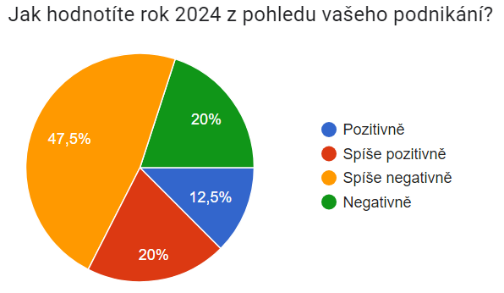 Jak hodnotíte rok 2024 z pohledu vašeho podnikání?
47,5%
20%
12,5%
20%
Pozitivně
Spíše pozitivně
Spíše negativně
Negativně